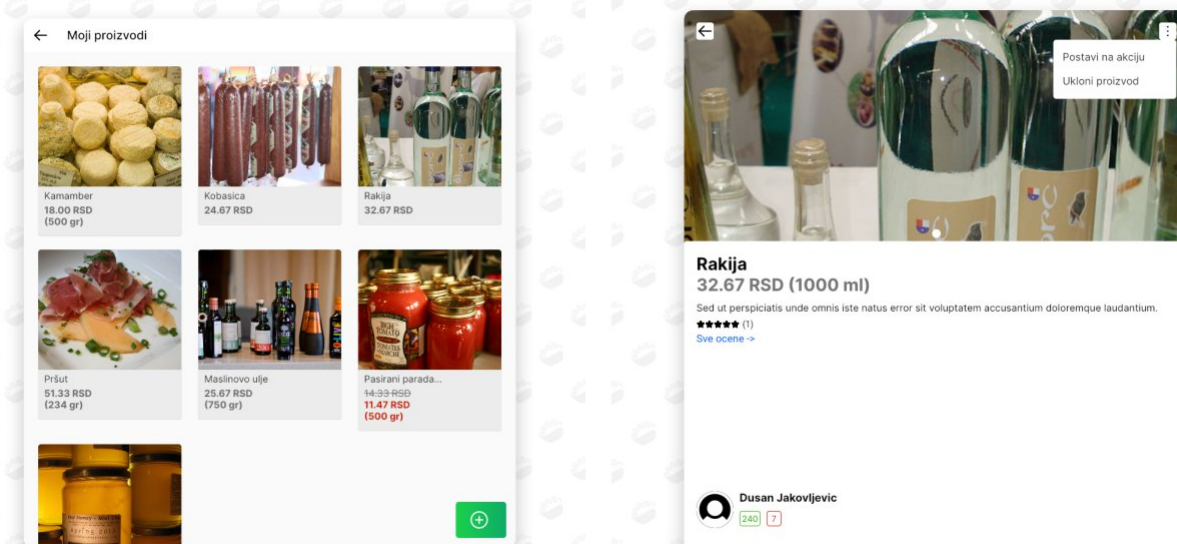 Moji proizvodi
Kamamber
18.00 RSD
(500 gr)
Kobasica
24.67 RSD
Rakija
32.67 RSD
Pršut
51.33 RSD
(234 gr)
Maslinovo ulje
25.67 RSD
(750 gr)
Pasirani parada...
14.33 RSD
11.47 RSD
(500 gr)
Postavi na akciju
Ukloni proizvod
Rakija
32.67 RSD (1000 ml)
Sed ut perspiciatis unde omnis iste natus error sit voluptatem accusantium doloremque laudantium.
(1)
Sve ocene ->
Dusan Jakovljevic
240 7